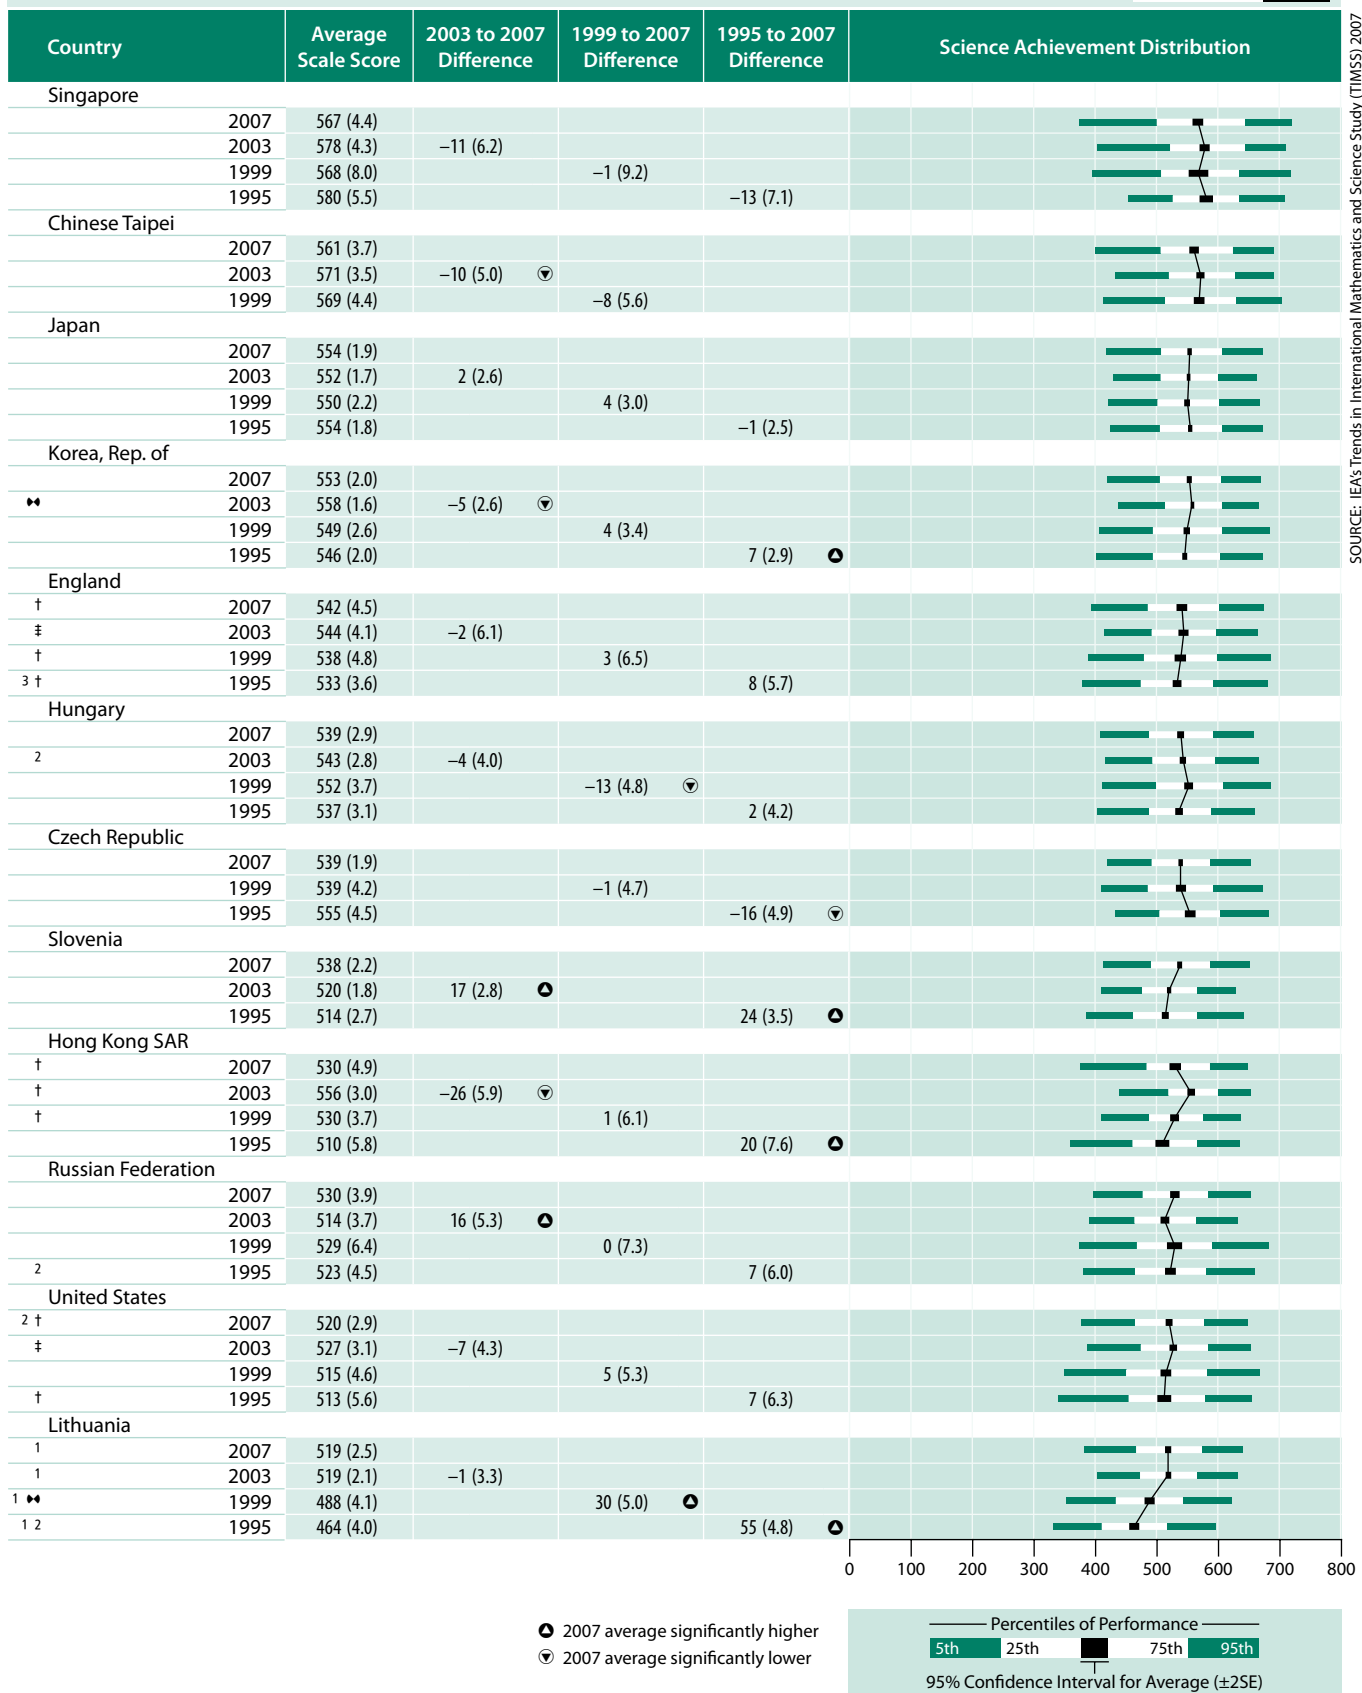 Country Average Scale Score 2003 to 2007 Difference 1999 to 2007 Difference 1995 to 2007 Difference Science Achievement Distribution
Singapore
2007 567 (4.4)
2003 578 (4.3) –11 (6.2)
1999 568 (8.0) –1 (9.2)
1995 580 (5.5) –13 (7.1)
Chinese Taipei
2007 561 (3.7)
2003 571 (3.5) –10 (5.0) ▼
1999 569 (4.4) –8 (5.6)
Japan
2007 554 (1.9)
2003 552 (1.7) 2 (2.6)
1999 550 (2.2) 4 (3.0)
1995 554 (1.8) –1 (2.5)
Korea, Rep. of
2007 553 (2.0)
2003 558 (1.6) –5 (2.6) ▼
1999 549 (2.6) 4 (3.4)
1995 546 (2.0) 7 (2.9) ▲
England
† 2007 542 (4.5)
‡ 2003 544 (4.1) –2 (6.1)
† 1999 538 (4.8) 3 (6.5)
3 † 1995 533 (3.6) 8 (5.7)
Hungary
2007 539 (2.9)
2 2003 543 (2.8) –4 (4.0)
1999 552 (3.7) –13 (4.8) ▼
1995 537 (3.1) 2 (4.2)
Czech Republic
2007 539 (1.9)
1999 539 (4.2) –1 (4.7)
1995 555 (4.5) –16 (4.9) ▼
Slovenia
2007 538 (2.2)
2003 520 (1.8) 17 (2.8) ▲
1995 514 (2.7) 24 (3.5) ▲
Hong Kong SAR
† 2007 530 (4.9)
† 2003 556 (3.0) –26 (5.9) ▼
† 1999 530 (3.7) 1 (6.1)
1995 510 (5.8) 20 (7.6) ▲
Russian Federation
2007 530 (3.9)
2003 514 (3.7) 16 (5.3) ▲
1999 529 (6.4) 0 (7.3)
2 1995 523 (4.5) 7 (6.0)
United States
2 † 2007 520 (2.9)
‡ 2003 527 (3.1) –7 (4.3)
1999 515 (4.6) 5 (5.3)
† 1995 513 (5.6) 7 (6.3)
Lithuania
1 2007 519 (2.5)
1 2003 519 (2.1) –1 (3.3)
1 1999 488 (4.1) 30 (5.0) ▲
1 2 1995 464 (4.0) 55 (4.8) ▲
0 100 200 300 400 500 600 700 800
▲ 2007 average significantly higher
▼ 2007 average significantly lower
Percentiles of Performance
5th 25th 75th 95th
95% Confidence Interval for Average (±2SE)
SOURCE: IEA's Trends in International Mathematics and Science Study (TIMSS) 2007